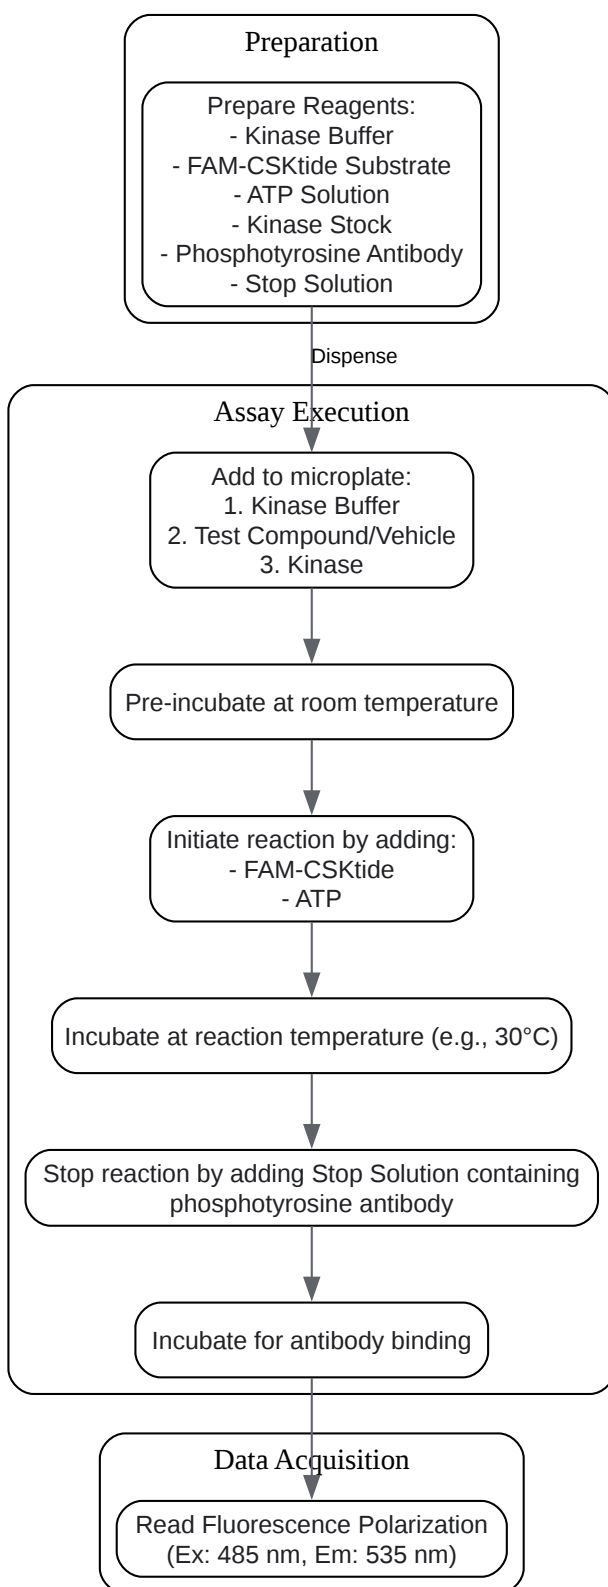 Preparation
Prepare Reagents:
- Kinase Buffer
- FAM-CSKtide Substrate
- ATP Solution
- Kinase Stock
- Phosphotyrosine Antibody
- Stop Solution
Dispense
Assay Execution
Add to microplate:
1. Kinase Buffer
2. Test Compound/Vehicle
3. Kinase
Pre-incubate at room temperature
Initiate reaction by adding:
- FAM-CSKtide
- ATP
Incubate at reaction temperature (e.g., 30°C)
Stop reaction by adding Stop Solution containing
phosphotyrosine antibody
Incubate for antibody binding
Data Acquisition
Read Fluorescence Polarization
(Ex: 485 nm, Em: 535 nm)